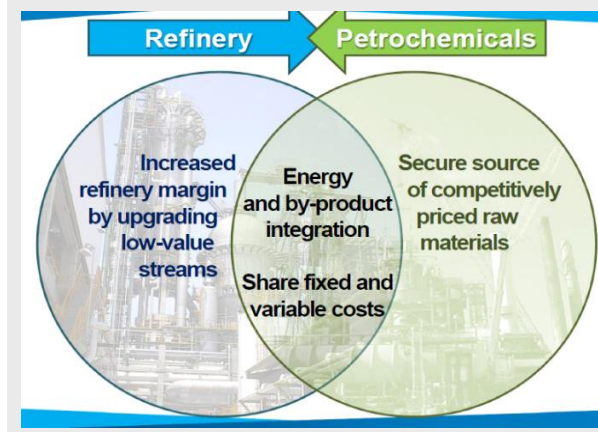 Refinery
Petrochemicals
Increased
refinery margin
by upgrading
low-value
streams
Energy
and by-product
integration
Share fixed and
variable costs
Secure source
of competitively
priced raw
materials